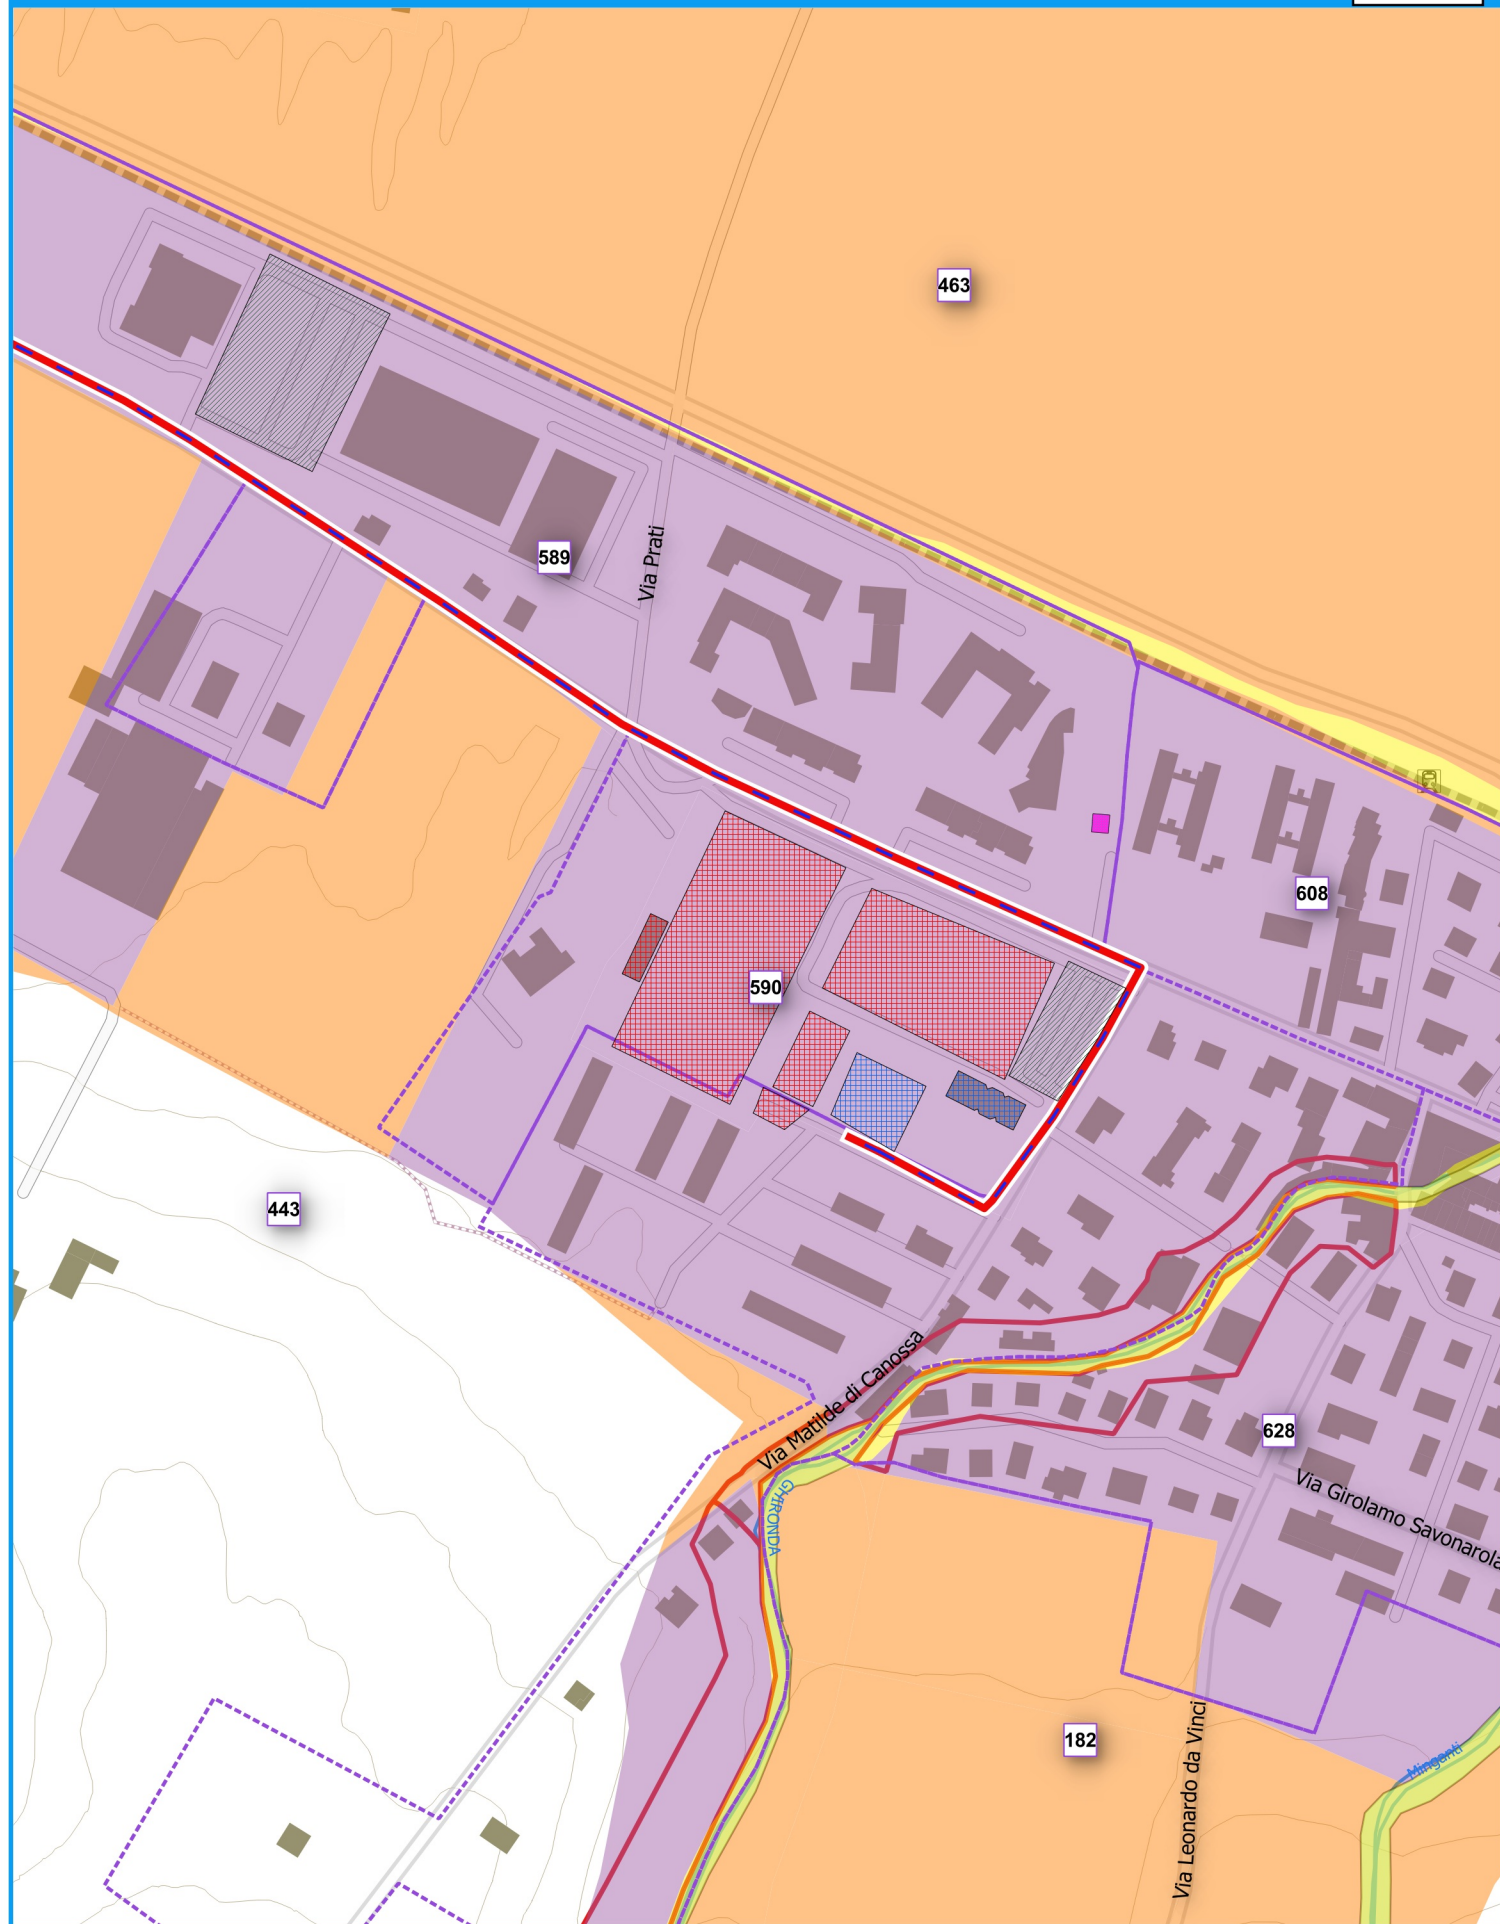 463
589
Via Prati
608
590
443
Via Matilde di Canossa
628
Via Girolamo Savonarola
GHIRONDA
182
Via Leonardo da Vinci
Minganti